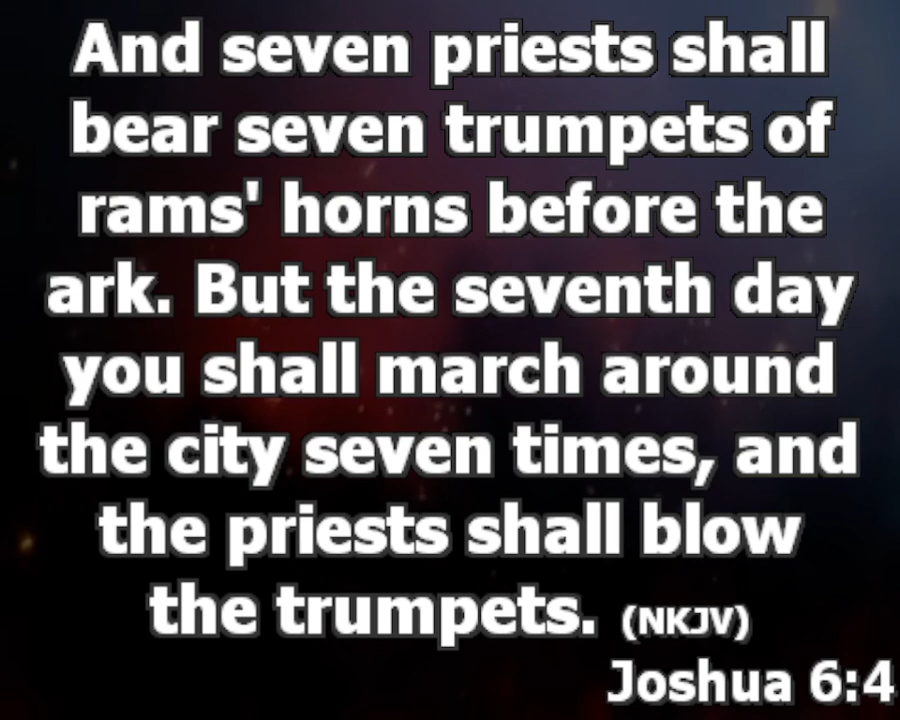 And seven priests shall
bear seven trumpets of
rams' horns before the
ark. But the seventh day
you shall march around
the city seven times, and
the priests shall blow
the trumpets. (NKJV)
Joshua 6:4